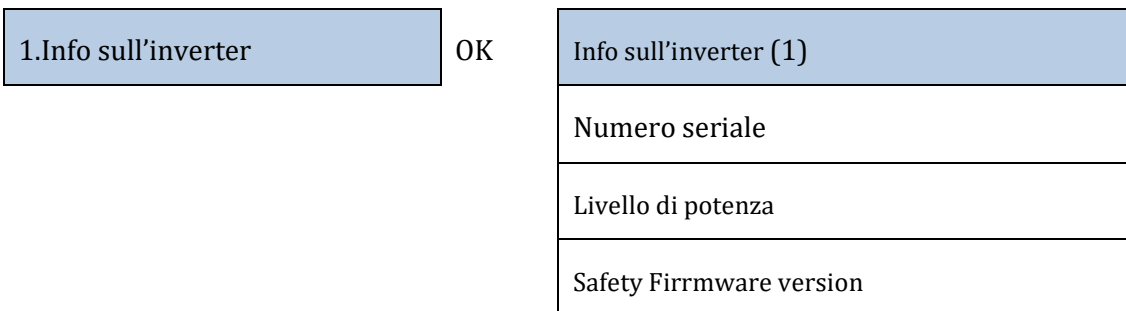 1.Info sull’inverter
OK
Info sull’inverter (1)
Numero seriale
Livello di potenza
Safety Firrmware version